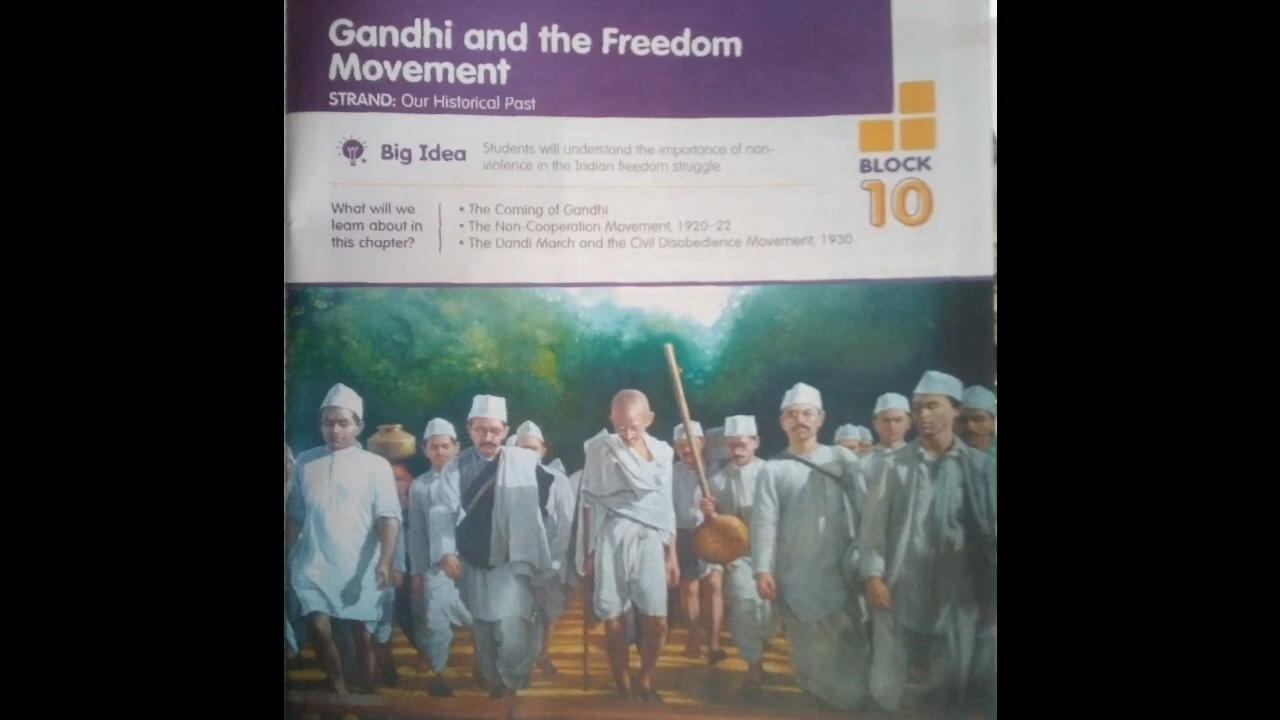 Gandhi and the Freedom
Movement
STRAND: Our Historical Past
Big Idea
Students will understand the importance of non-
violence in the Indian freedom struggle.
BLOCK
10
What will we
learn about in
this chapter?
• The Coming of Gandhi
• The Non-Cooperation Movement, 1920–22
• The Dandi March and the Civil Disobedience Movement, 1930